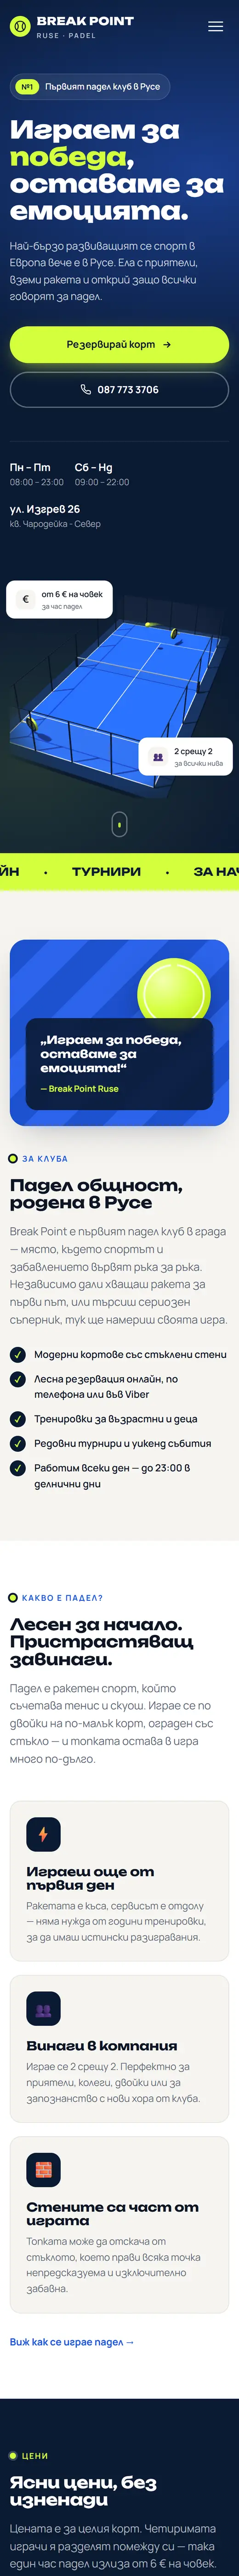 BREAK POINT
RUSE · PADEL
№1 Първият падел клуб в Русе
Играем за
победа,
оставаме за
емоцията.
Най-бързо развиващият се спорт в
Европа вече е в Русе. Ела с приятели,
вземи ракета и открий защо всички
говорят за падел.
Резервирай корт →
087 773 3706
Пн – Пт
08:00 – 23:00
Сб – Нд
09:00 – 22:00
ул. Изгрев 26
кв. Чародейка - Север
€ от 6 € на човек
за час падел
2 срещу 2
за всички нива
ЙН • ТУРНИРИ • ЗА НАЧ
„Играем за победа,
оставаме за
емоцията!“
— Break Point Ruse
ЗА КЛУБА
Падел общност,
родена в Русе
Break Point е първият падел клуб в града
— място, където спортът и
забавлението вървят ръка за ръка.
Независимо дали хващаш ракета за
първи път, или търсиш сериозен
съперник, тук ще намериш своята игра.
✓ Модерни кортове със стъклени стени
✓ Лесна резервация онлайн, по
телефона или във Viber
✓ Тренировки за възрастни и деца
✓ Редовни турнири и уикенд събития
✓ Работим всеки ден — до 23:00 в
делнични дни
КАКВО Е ПАДЕЛ?
Лесен за начало.
Пристрастяващ
завинаги.
Падел е ракетен спорт, който
съчетава тенис и скуош. Играе се по
двойки на по-малък корт, ограден със
стъкло — и топката остава в игра
много по-дълго.
Играеш още от
първия ден
Ракетата е къса, сервисът е отдолу
— няма нужда от години тренировки,
за да имаш истински разигравания.
Винаги в компания
Играе се 2 срещу 2. Перфектно за
приятели, колеги, двойки или за
запознанство с нови хора от клуба.
Стените са част от
играта
Топката може да отскача от
стъклото, което прави всяка точка
непредсказуема и изключително
забавна.
Виж как се играе падел →
ЦЕНИ
Ясни цени, без
изненади
Цената е за целия корт. Четиримата
играчи я разделят помежду си — така
един час падел излиза от 6 € на човек.